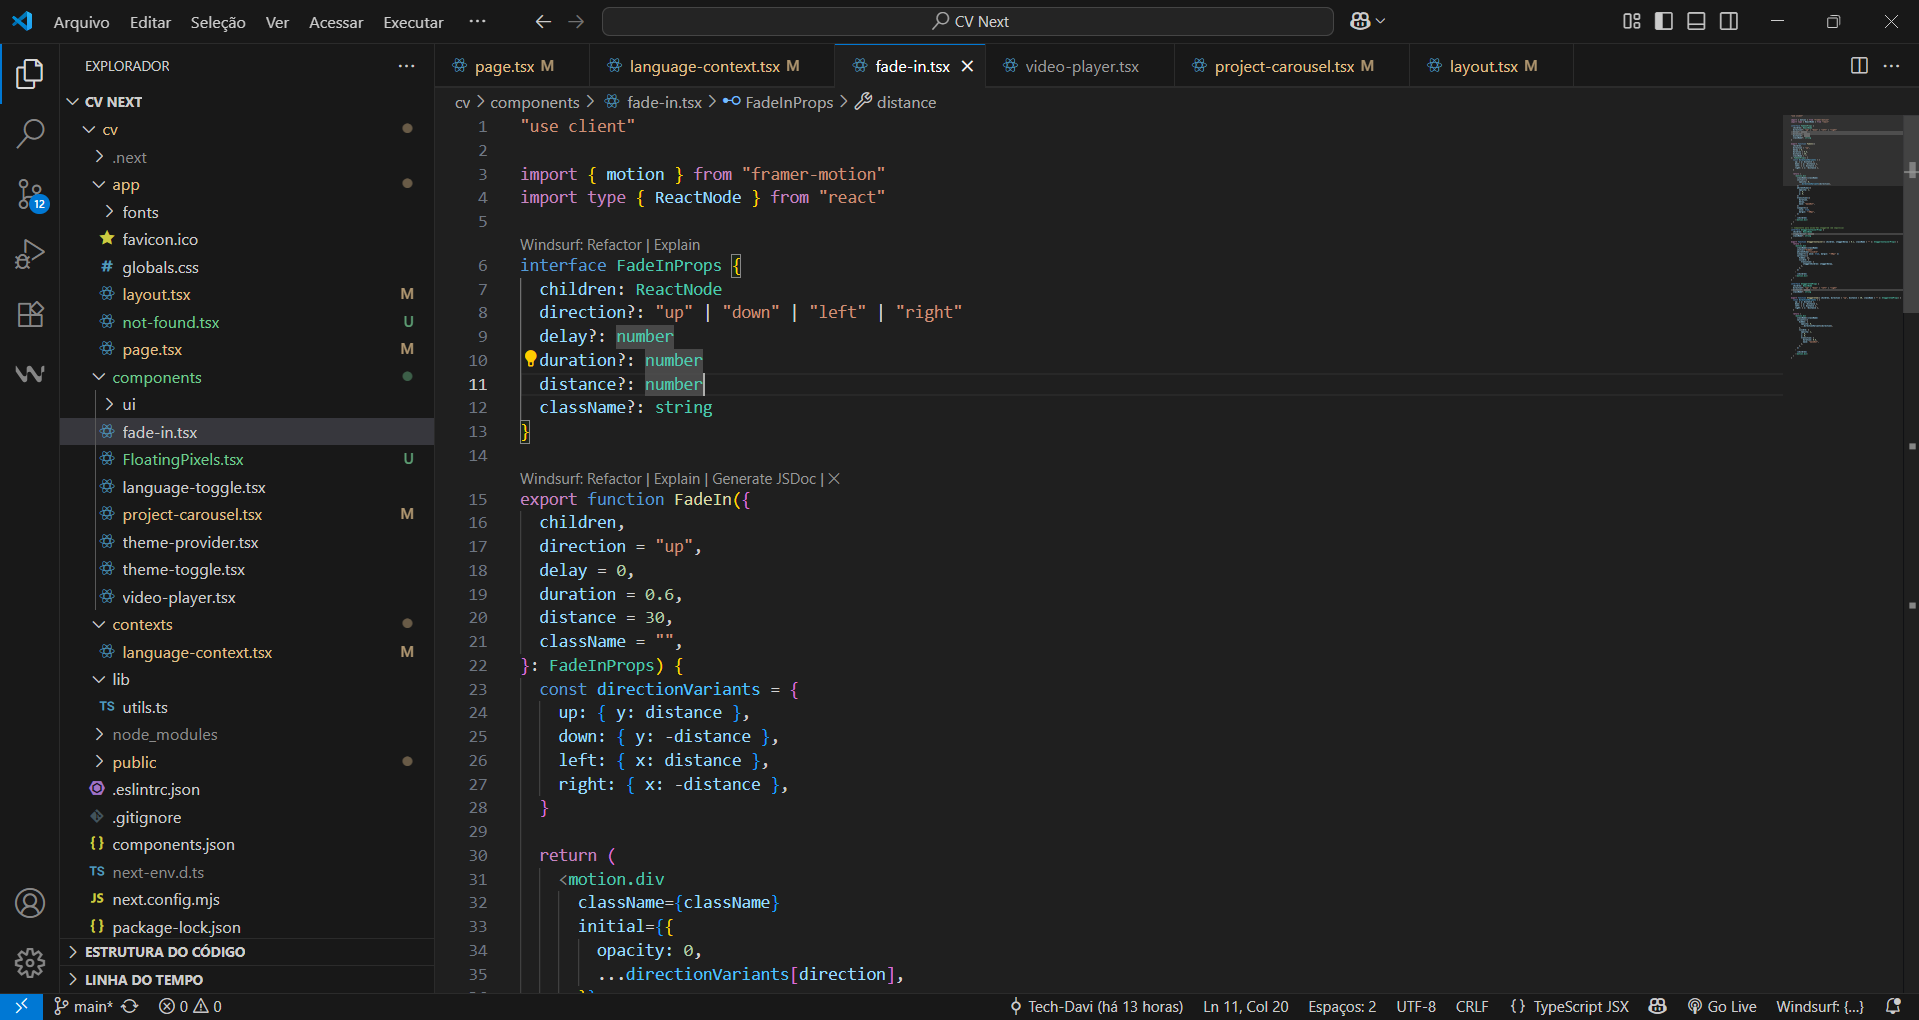 Arquivo Editar Seleção Ver Acessar Executar ··· CV Next
EXPLORADOR
CV NEXT
cv
.next
app
fonts
favicon.ico
globals.css
layout.tsx M
not-found.tsx U
page.tsx M
components
ui
fade-in.tsx
FloatingPixels.tsx U
language-toggle.tsx
project-carousel.tsx M
theme-provider.tsx
theme-toggle.tsx
video-player.tsx
contexts
language-context.tsx M
lib
TS utils.ts
node_modules
public
.eslintrc.json
.gitignore
{} components.json
TS next-env.d.ts
JS next.config.mjs
{} package-lock.json
ESTRUTURA DO CÓDIGO
LINHA DO TEMPO
12
page.tsx M language-context.tsx M fade-in.tsx video-player.tsx project-carousel.tsx M layout.tsx M
cv > components > fade-in.tsx > FadeInProps > distance
1 "use client"
2
3 import { motion } from "framer-motion"
4 import type { ReactNode } from "react"
5
Windsurf: Refactor | Explain
6 interface FadeInProps {
7 children: ReactNode
8 direction?: "up" | "down" | "left" | "right"
9 delay?: number
10 duration?: number
11 distance?: number
12 className?: string
13 }
14
Windsurf: Refactor | Explain | Generate JSDoc | ×
15 export function FadeIn({
16 children,
17 direction = "up",
18 delay = 0,
19 duration = 0.6,
20 distance = 30,
21 className = "",
22 }: FadeInProps) {
23 const directionVariants = {
24 up: { y: distance },
25 down: { y: -distance },
26 left: { x: distance },
27 right: { x: -distance },
28 }
29
30 return (
31 <motion.div
32 className={className}
33 initial={{
34 opacity: 0,
35 ...directionVariants[direction],
main* 0 0 Tech-Davi (há 13 horas) Ln 11, Col 20 Espaços: 2 UTF-8 CRLF {} TypeScript JSX Go Live Windsurf: {...}